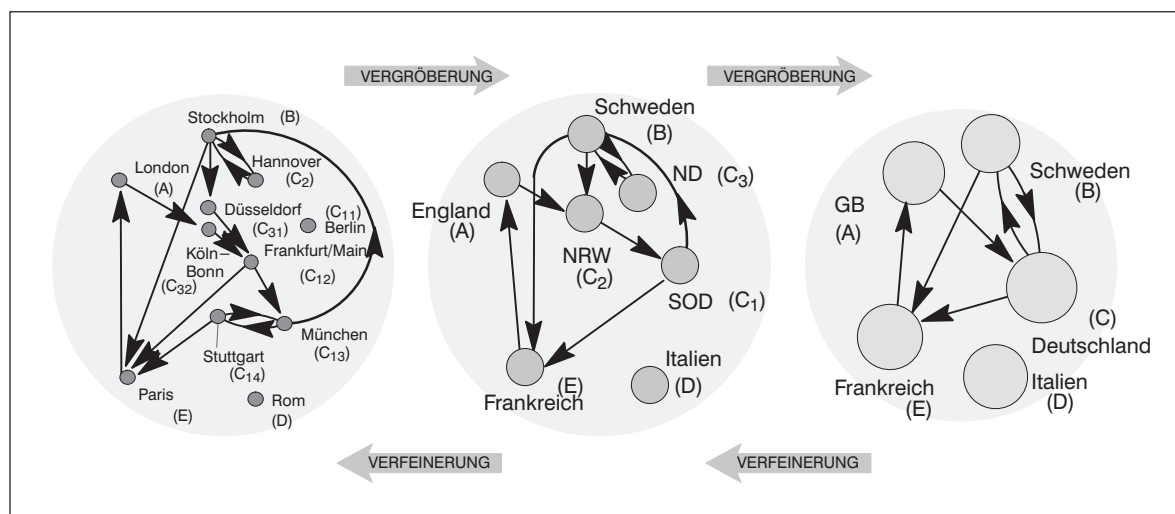 VERGRÖBERUNG
VERGRÖBERUNG
Stockholm (B)
London
(A)
Hannover
(C2)
Düsseldorf
(C31)
(C11)
Berlin
Köln–
Bonn
(C32)
Frankfurt/Main
(C12)
München
(C13)
Stuttgart
(C14)
Paris
(E)
Rom
(D)
Schweden
(B)
ND (C3)
England
(A)
NRW
(C2)
SOD (C1)
(E)
Frankreich
Italien
(D)
Schweden
(B)
GB
(A)
(C)
Deutschland
Frankreich
(E)
Italien
(D)
VERFEINERUNG
VERFEINERUNG